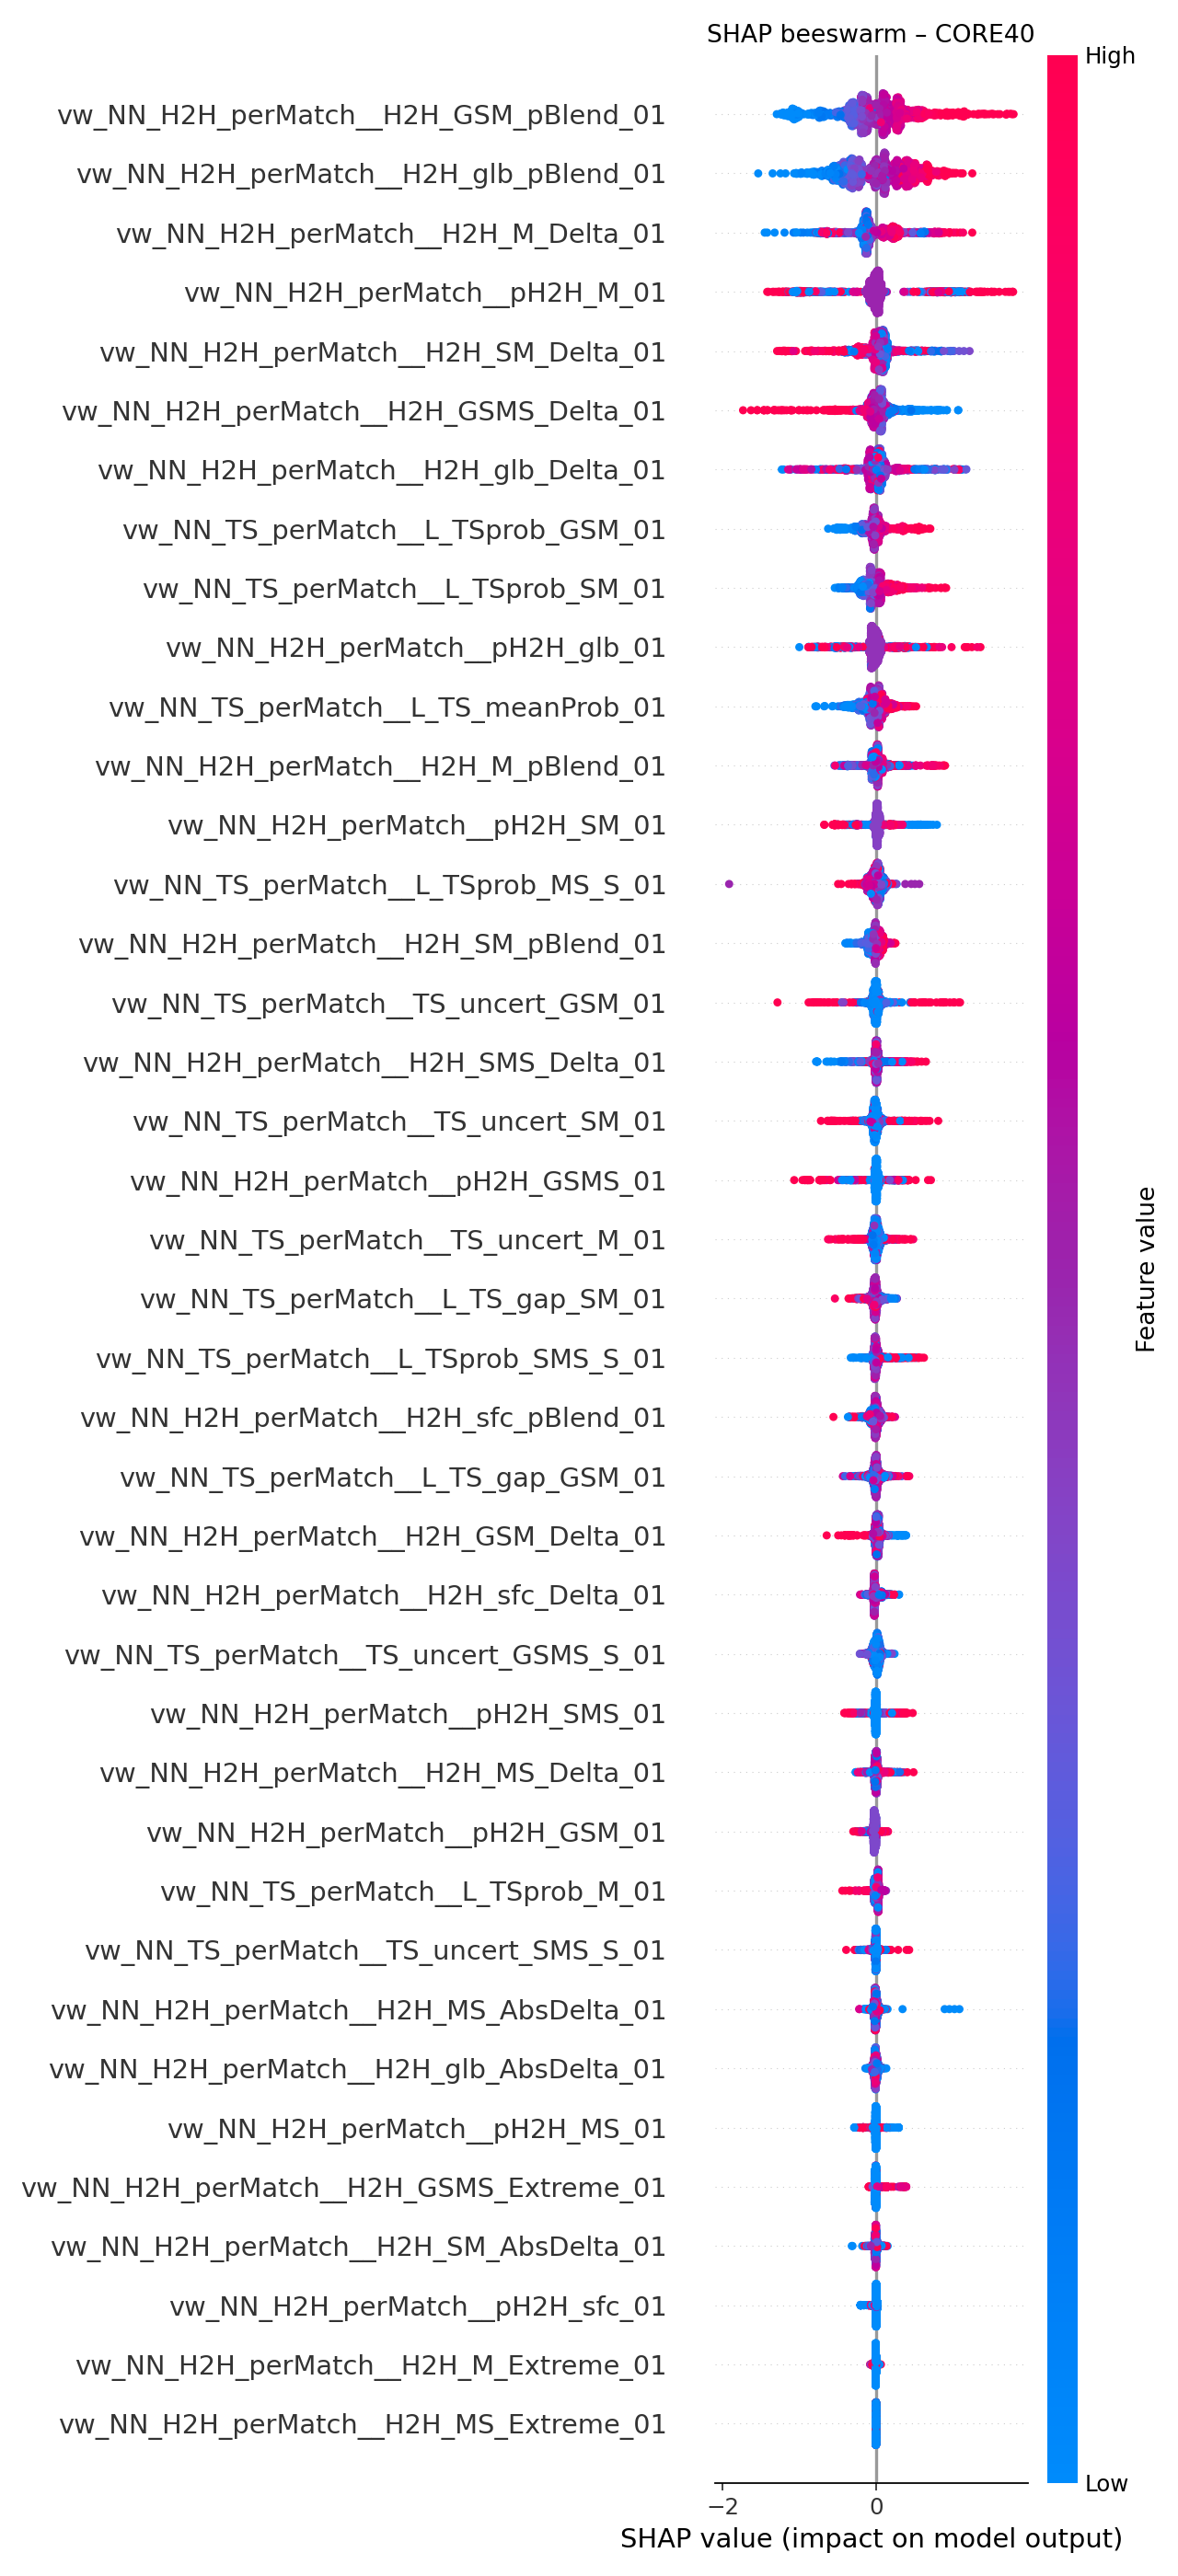 SHAP beeswarm – CORE40
High
vw_NN_H2H_perMatch__H2H_GSM_pBlend_01
vw_NN_H2H_perMatch__H2H_glb_pBlend_01
vw_NN_H2H_perMatch__H2H_M_Delta_01
vw_NN_H2H_perMatch__pH2H_M_01
vw_NN_H2H_perMatch__H2H_SM_Delta_01
vw_NN_H2H_perMatch__H2H_GSMS_Delta_01
vw_NN_H2H_perMatch__H2H_glb_Delta_01
vw_NN_TS_perMatch__L_TSprob_GSM_01
vw_NN_TS_perMatch__L_TSprob_SM_01
vw_NN_H2H_perMatch__pH2H_glb_01
vw_NN_TS_perMatch__L_TS_meanProb_01
vw_NN_H2H_perMatch__H2H_M_pBlend_01
vw_NN_H2H_perMatch__pH2H_SM_01
vw_NN_TS_perMatch__L_TSprob_MS_S_01
vw_NN_H2H_perMatch__H2H_SM_pBlend_01
vw_NN_TS_perMatch__TS_uncert_GSM_01
vw_NN_H2H_perMatch__H2H_SMS_Delta_01
vw_NN_TS_perMatch__TS_uncert_SM_01
vw_NN_H2H_perMatch__pH2H_GSMS_01
vw_NN_TS_perMatch__TS_uncert_M_01
vw_NN_TS_perMatch__L_TS_gap_SM_01
vw_NN_TS_perMatch__L_TSprob_SMS_S_01
vw_NN_H2H_perMatch__H2H_sfc_pBlend_01
vw_NN_TS_perMatch__L_TS_gap_GSM_01
vw_NN_H2H_perMatch__H2H_GSM_Delta_01
vw_NN_H2H_perMatch__H2H_sfc_Delta_01
vw_NN_TS_perMatch__TS_uncert_GSMS_S_01
vw_NN_H2H_perMatch__pH2H_SMS_01
vw_NN_H2H_perMatch__H2H_MS_Delta_01
vw_NN_H2H_perMatch__pH2H_GSM_01
vw_NN_TS_perMatch__L_TSprob_M_01
vw_NN_TS_perMatch__TS_uncert_SMS_S_01
vw_NN_H2H_perMatch__H2H_MS_AbsDelta_01
vw_NN_H2H_perMatch__H2H_glb_AbsDelta_01
vw_NN_H2H_perMatch__pH2H_MS_01
vw_NN_H2H_perMatch__H2H_GSMS_Extreme_01
vw_NN_H2H_perMatch__H2H_SM_AbsDelta_01
vw_NN_H2H_perMatch__pH2H_sfc_01
vw_NN_H2H_perMatch__H2H_M_Extreme_01
vw_NN_H2H_perMatch__H2H_MS_Extreme_01
Feature value
Low
−2 0
SHAP value (impact on model output)